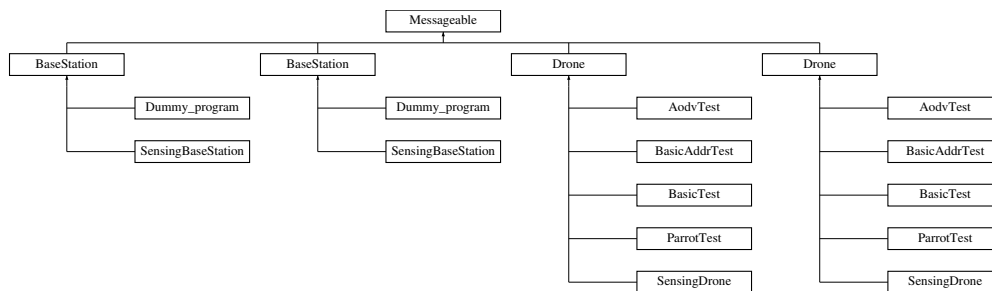 Messageable
BaseStation
BaseStation
Drone
Drone
Dummy_program
Dummy_program
AodvTest
AodvTest
SensingBaseStation
SensingBaseStation
BasicAddrTest
BasicAddrTest
BasicTest
BasicTest
ParrotTest
ParrotTest
SensingDrone
SensingDrone